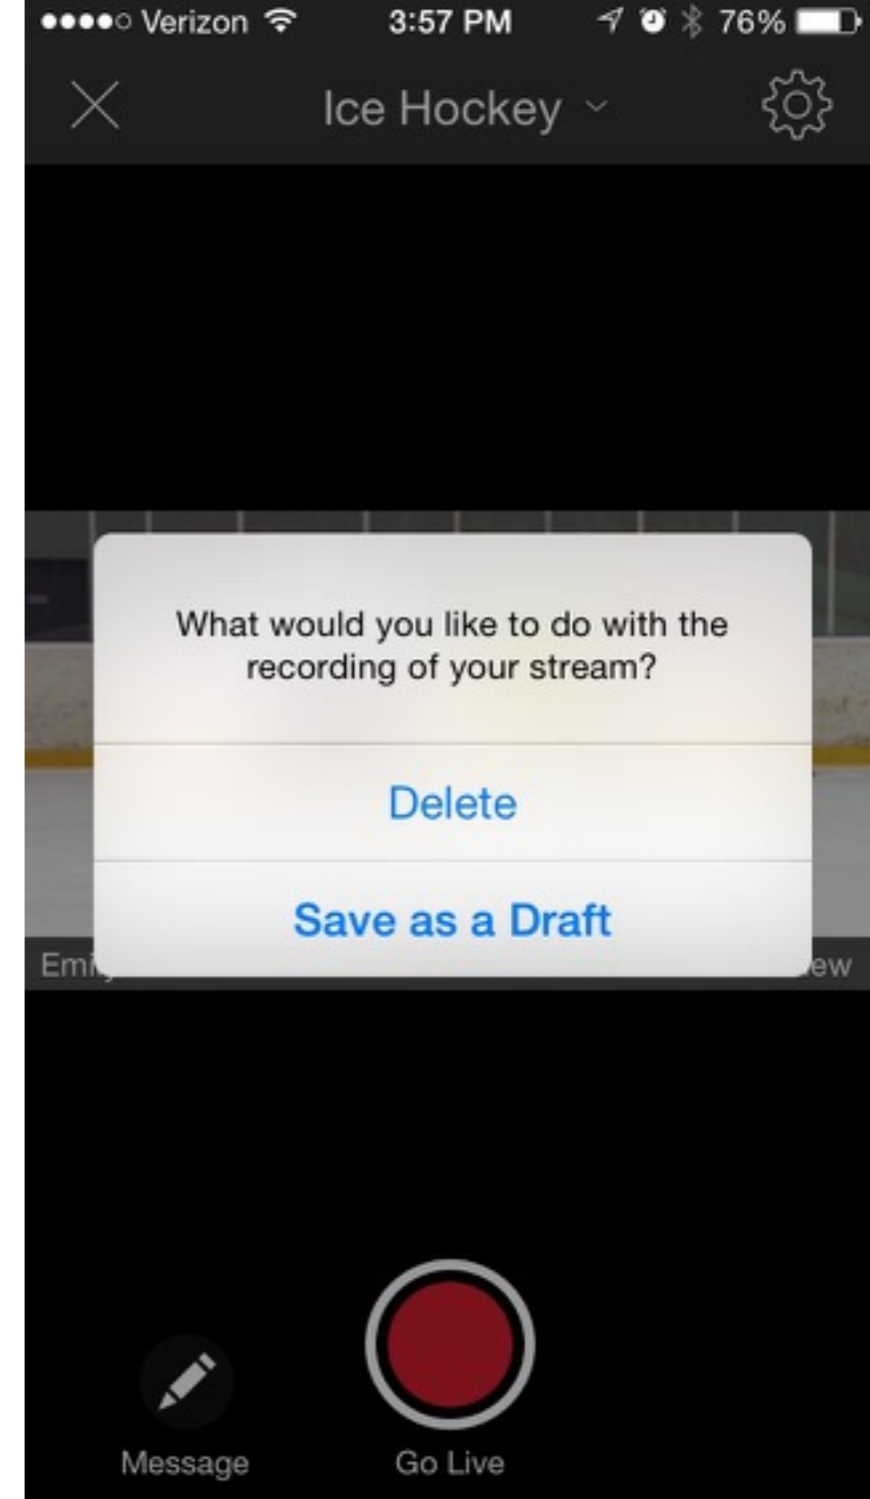 Verizon 3:57 PM 76%
Ice Hockey
What would you like to do with the
recording of your stream?
Delete
Save as a Draft
Message Go Live